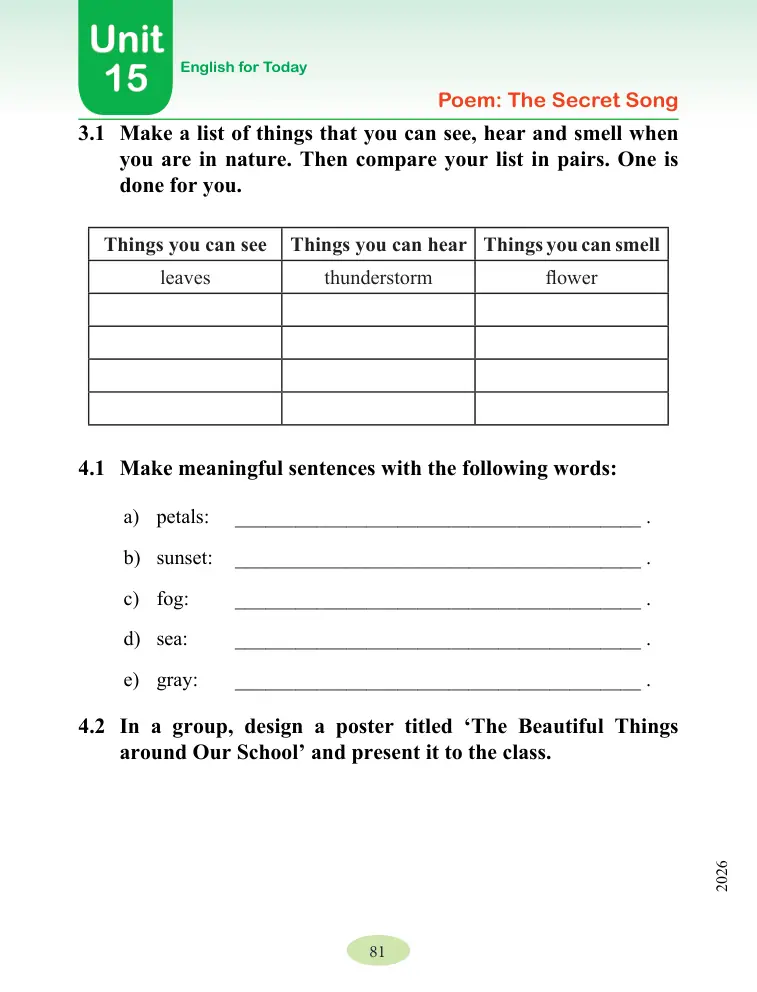 Unit
15
English for Today
Poem: The Secret Song
3.1 Make a list of things that you can see, hear and smell when
you are in nature. Then compare your list in pairs. One is
done for you.
Things you can see Things you can hear Things you can smell
leaves thunderstorm flower
4.1 Make meaningful sentences with the following words:
a) petals: ________________________________________ .
b) sunset: ________________________________________ .
c) fog: ________________________________________ .
d) sea: ________________________________________ .
e) gray: ________________________________________ .
4.2 In a group, design a poster titled ‘The Beautiful Things
around Our School’ and present it to the class.
2026
81